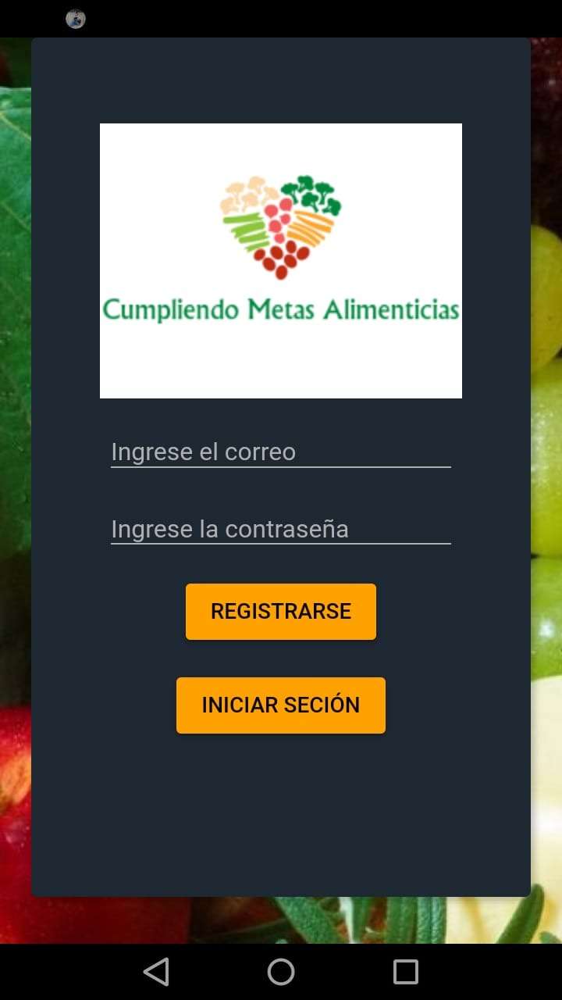 Cumpliendo Metas Alimenticias
Ingrese el correo
Ingrese la contraseña
REGISTRARSE
INICIAR SECIÓN